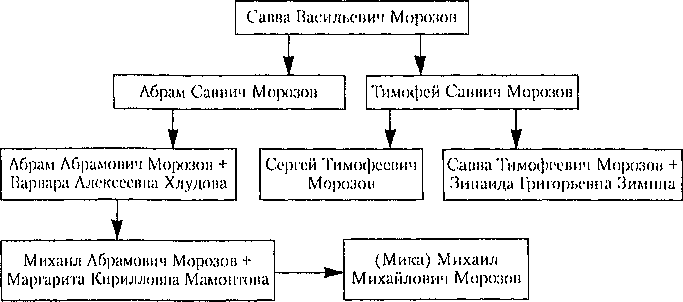 Савва Васильевич Морозов
Абрам Саввич Морозов
Тимофей Саввич Морозов
Абрам Абрамович Морозов +
Варвара Алексеевна Хлудова
Сергей Тимофеевич
Морозов
Савва Тимофеевич Морозов +
Зинаида Григорьевна Зимина
Михаил Абрамович Морозов +
Маргарита Кирилловна Мамонтова
(Мика) Михаил
Михайлович Морозов